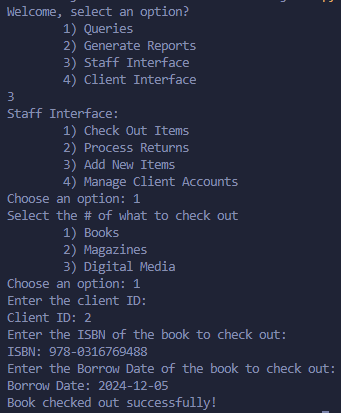 Welcome, select an option?
1) Queries
2) Generate Reports
3) Staff Interface
4) Client Interface
3
Staff Interface:
1) Check Out Items
2) Process Returns
3) Add New Items
4) Manage Client Accounts
Choose an option: 1
Select the # of what to check out
1) Books
2) Magazines
3) Digital Media
Choose an option: 1
Enter the client ID:
Client ID: 2
Enter the ISBN of the book to check out:
ISBN: 978-0316769488
Enter the Borrow Date of the book to check out:
Borrow Date: 2024-12-05
Book checked out successfully!